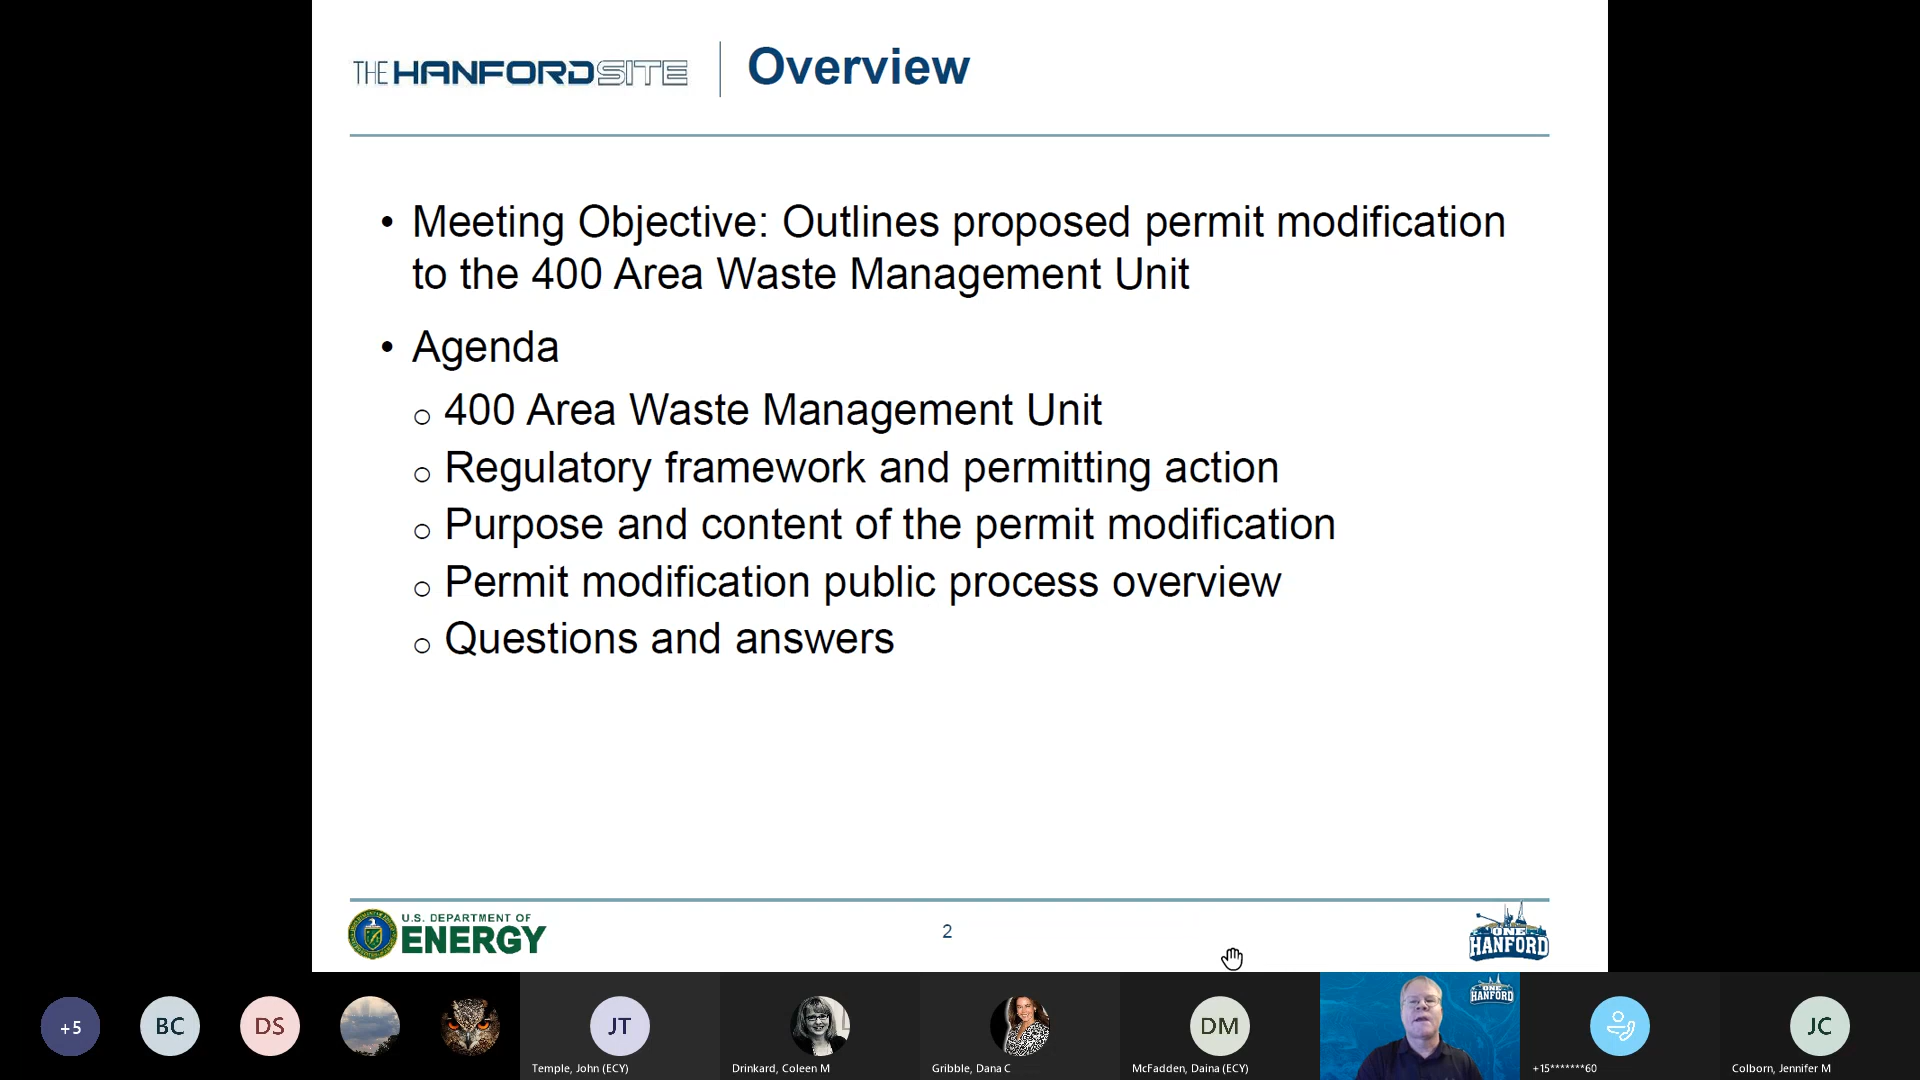 THE HANFORD SITE
Overview
• Meeting Objective: Outlines proposed permit modification
to the 400 Area Waste Management Unit
• Agenda
o 400 Area Waste Management Unit
o Regulatory framework and permitting action
o Purpose and content of the permit modification
o Permit modification public process overview
o Questions and answers
U.S. DEPARTMENT OF
ENERGY
2
ONE
HANFORD
+5
BC
DS
JT
Temple, John (ECY)
Drinkard, Coleen M
Gribble, Dana C
DM
McFadden, Daina (ECY)
ONE
HANFORD
+15*******60
JC
Colborn, Jennifer M